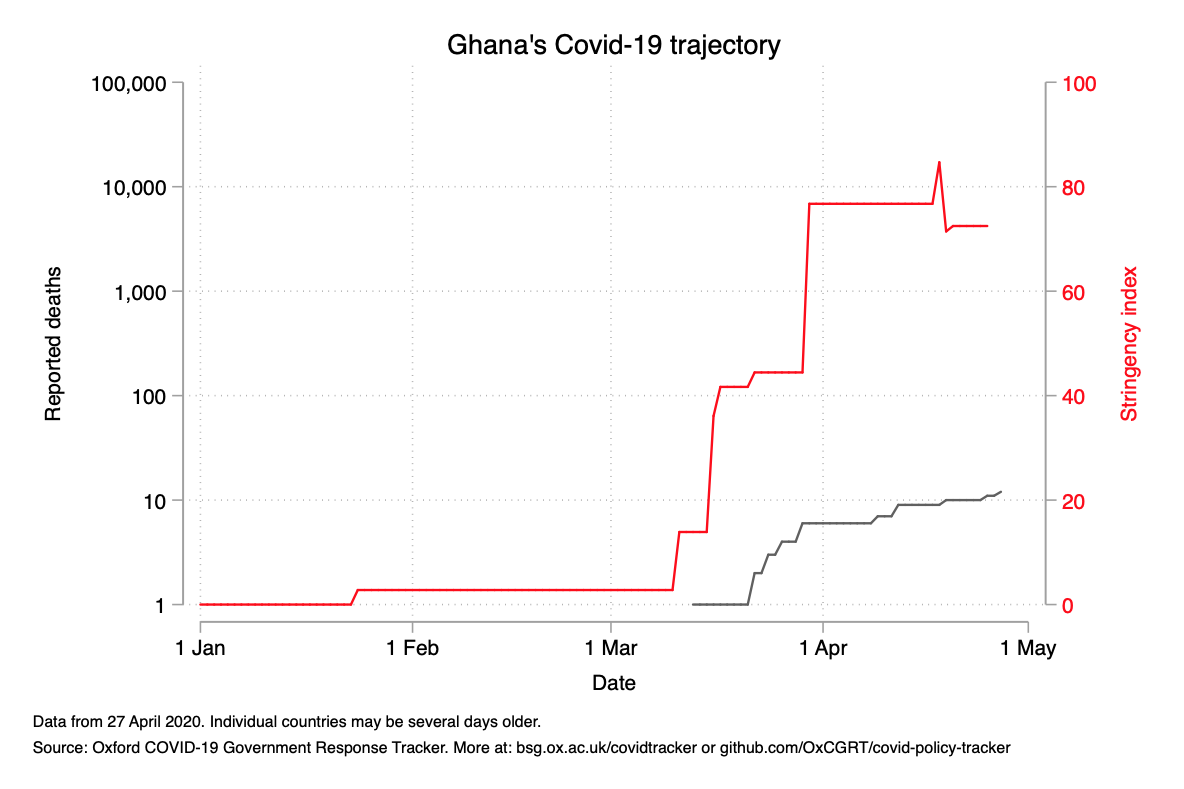 Ghana's Covid-19 trajectory
100,000
10,000
1,000
100
10
1
Reported deaths
100
80
60
40
20
0
Stringency index
1 Jan
1 Feb
1 Mar
1 Apr
1 May
Date
Data from 27 April 2020. Individual countries may be several days older.
Source: Oxford COVID-19 Government Response Tracker. More at: bsg.ox.ac.uk/covidtracker or github.com/OxCGRT/covid-policy-tracker